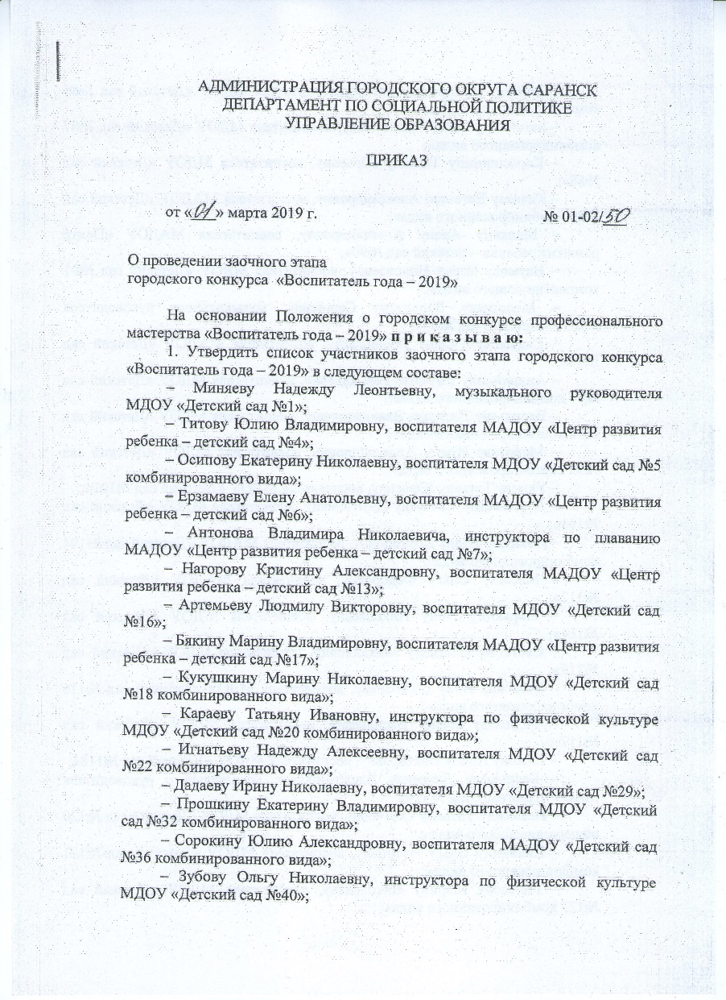 АДМИНИСТРАЦИЯ ГОРОДСКОГО ОКРУГА САРАНСК
ДЕПАРТАМЕНТ ПО СОЦИАЛЬНОЙ ПОЛИТИКЕ
УПРАВЛЕНИЕ ОБРАЗОВАНИЯ
ПРИКАЗ
от «01» марта 2019 г. № 01-02/50
О проведении заочного этапа
городского конкурса «Воспитатель года – 2019»
На основании Положения о городском конкурсе профессионального
мастерства «Воспитатель года – 2019» п р и к а з ы в а ю:
1. Утвердить список участников заочного этапа городского конкурса
«Воспитатель года – 2019» в следующем составе:
– Миняеву Надежду Леонтьевну, музыкального руководителя
МДОУ «Детский сад №1»;
– Титову Юлию Владимировну, воспитателя МАДОУ «Центр развития
ребенка – детский сад №4»;
– Осипову Екатерину Николаевну, воспитателя МДОУ «Детский сад №5
комбинированного вида»;
– Ерзамаеву Елену Анатольевну, воспитателя МАДОУ «Центр развития
ребенка – детский сад №6»;
– Антонова Владимира Николаевича, инструктора по плаванию
МАДОУ «Центр развития ребенка – детский сад №7»;
– Нагорову Кристину Александровну, воспитателя МАДОУ «Центр
развития ребенка – детский сад №13»;
– Артемьеву Людмилу Викторовну, воспитателя МДОУ «Детский сад
№16»;
– Бякину Марину Владимировну, воспитателя МАДОУ «Центр развития
ребенка – детский сад №17»;
– Кукушкину Марину Николаевну, воспитателя МДОУ «Детский сад
№18 комбинированного вида»;
– Караеву Татьяну Ивановну, инструктора по физической культуре
МДОУ «Детский сад №20 комбинированного вида»;
– Игнатьеву Надежду Алексеевну, воспитателя МДОУ «Детский сад
№22 комбинированного вида»;
– Дадаеву Ирину Николаевну, воспитателя МДОУ «Детский сад №29»;
– Прошкину Екатерину Владимировну, воспитателя МДОУ «Детский
сад №32 комбинированного вида»;
– Сорокину Юлию Александровну, воспитателя МАДОУ «Детский сад
№36 комбинированного вида»;
– Зубову Ольгу Николаевну, инструктора по физической культуре
МДОУ «Детский сад №40»;